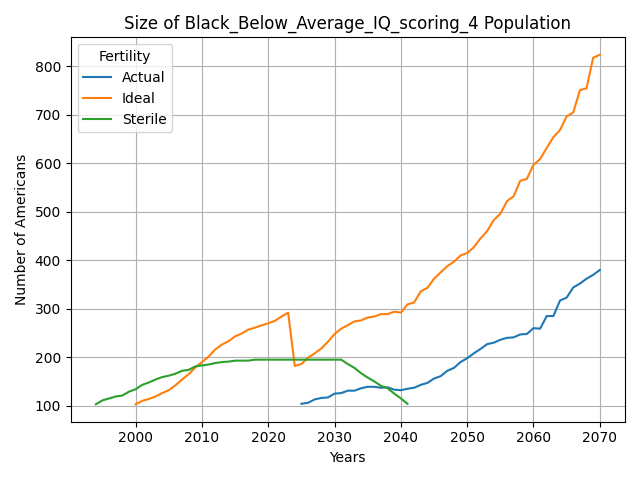 Size of Black_Below_Average_IQ_scoring_4 Population
Fertility
Actual
Ideal
Sterile
Number of Americans
800
700
600
500
400
300
200
100
2000 2010 2020 2030 2040 2050 2060 2070
Years